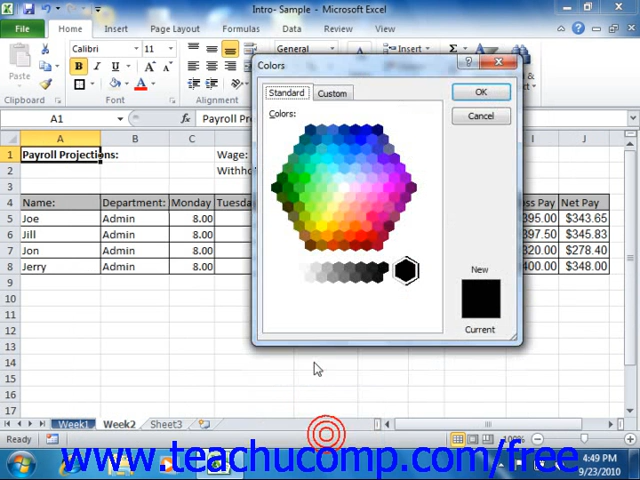 Intro- Sample - Microsoft Excel
File Home Insert Page Layout Formulas Data Review View
Paste
Calibri 11 General Insert
B I U
Clipboard Font Alignment
A1 Payroll Pr
Colors
Standard Custom
Colors:
OK
Cancel
New
Current
A B C I J
1 Payroll Projections: Wage:
2 Withho
3
4 Name: Department: Monday Tuesda Pay Net Pay
5 Joe Admin 8.00 395.00 $343.65
6 Jill Admin 8.00 397.50 $345.83
7 Jon Admin 8.00 320.00 $278.40
8 Jerry Admin 8.00 400.00 $348.00
9
10
11
12
13
14
15
16
17
Week1 Week2 Sheet3
Ready 100%
www.teachucomp.com/free
4:49 PM
9/23/2010